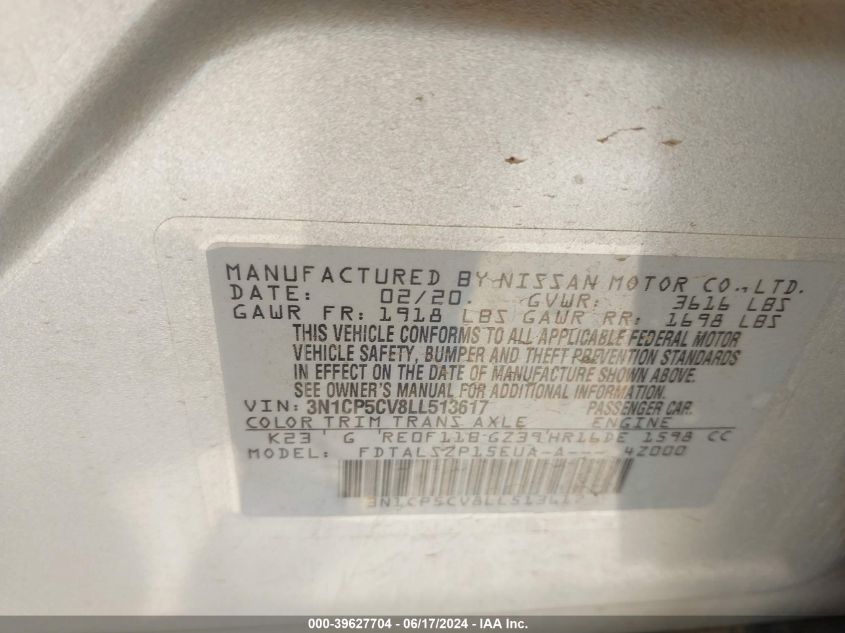 MANUFACTURED BY NISSAN MOTOR CO.,LTD.
DATE: 02/20. GVWR: 3616 LBS
GAWR FR: 1918 LBS GAWR RR: 1698 LBS
THIS VEHICLE CONFORMS TO ALL APPLICABLE FEDERAL MOTOR
VEHICLE SAFETY, BUMPER AND THEFT PREVENTION STANDARDS
IN EFFECT ON THE DATE OF MANUFACTURE SHOWN ABOVE.
SEE OWNER'S MANUAL FOR ADDITIONAL INFORMATION.
VIN: 3N1CP5CV8LL513617 PASSENGER CAR.
COLOR TRIM TRANS AXLE ENGINE
K23 G RE0F11B-GZ39 HR16DE 1598 CC
MODEL: FDTALSZP15EUA-A--- 4Z000
3N1CP5CV8LL513617
000-39627704 - 06/17/2024 - IAA Inc.